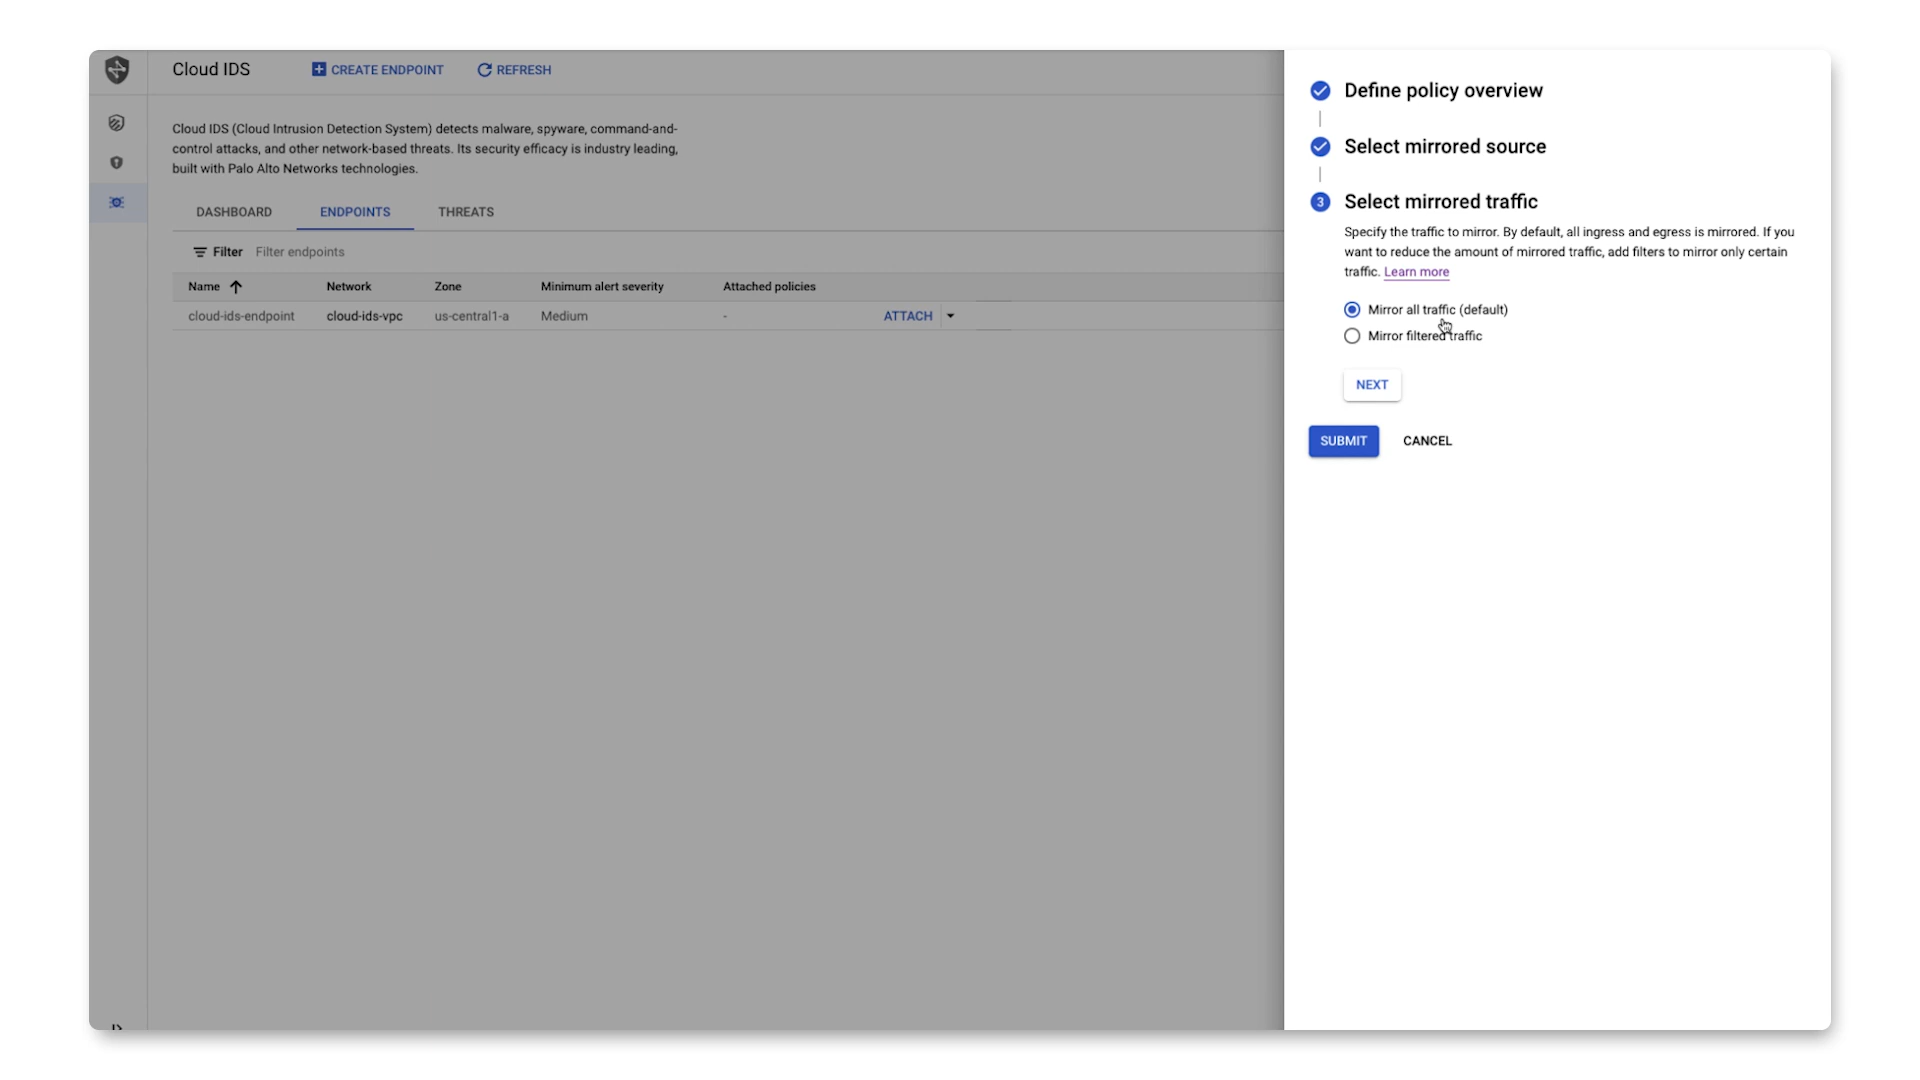 Cloud IDS
CREATE ENDPOINT
REFRESH
Cloud IDS (Cloud Intrusion Detection System) detects malware, spyware, command-and-
control attacks, and other network-based threats. Its security efficacy is industry leading,
built with Palo Alto Networks technologies.
DASHBOARD
ENDPOINTS
THREATS
Filter Filter endpoints
Name Network Zone Minimum alert severity Attached policies
cloud-ids-endpoint cloud-ids-vpc us-central1-a Medium - ATTACH
Define policy overview
Select mirrored source
3 Select mirrored traffic
Specify the traffic to mirror. By default, all ingress and egress is mirrored. If you
want to reduce the amount of mirrored traffic, add filters to mirror only certain
traffic. Learn more
Mirror all traffic (default)
Mirror filtered traffic
NEXT
SUBMIT
CANCEL